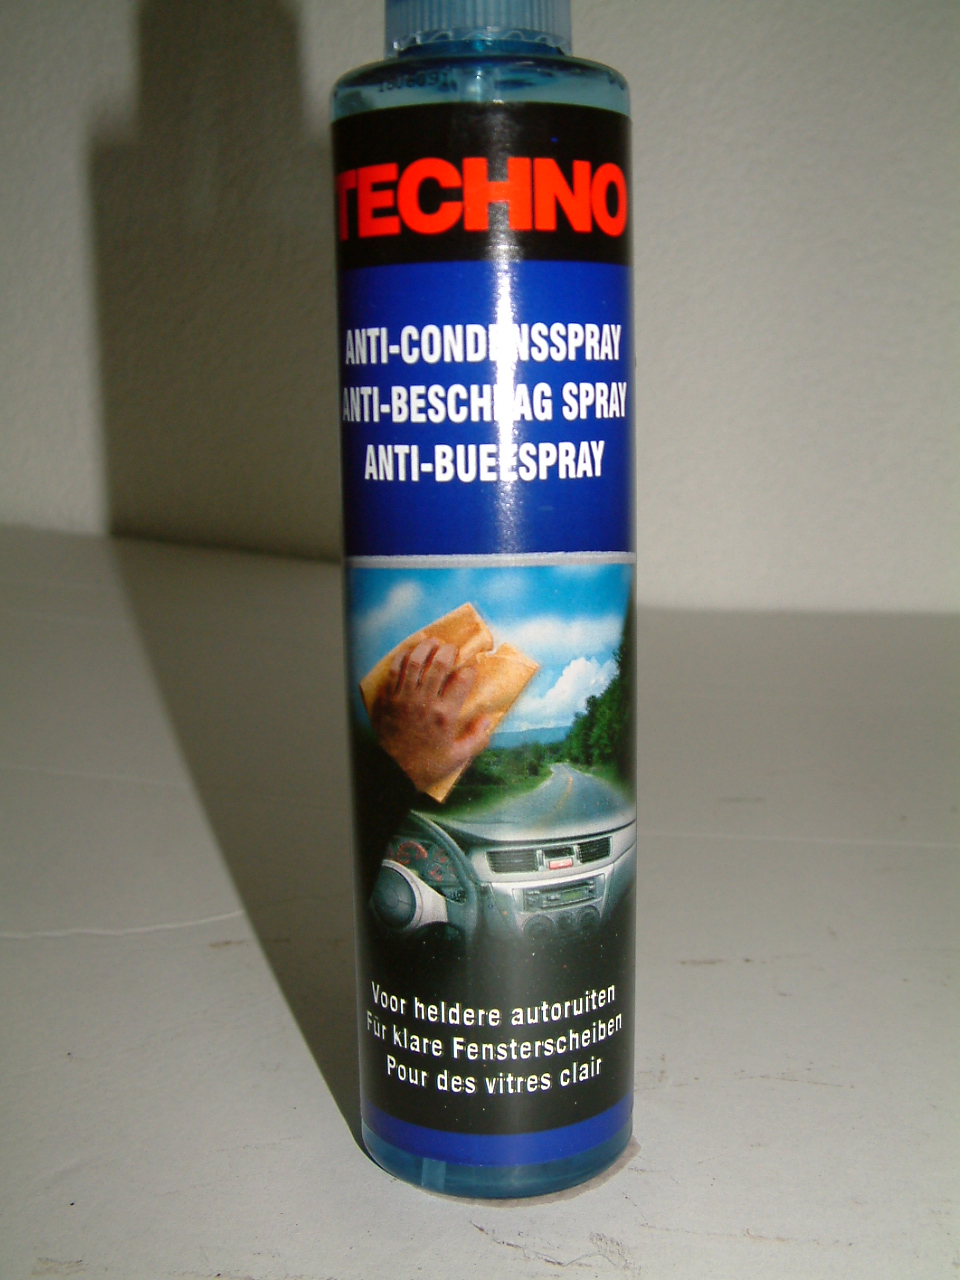 TECHNO
ANTI-CONDENSSPRAY
ANTI-BESCHLAG SPRAY
ANTI-BUEESPRAY
Voor heldere autoruiten
Für klare Fensterscheiben
Pour des vitres clair